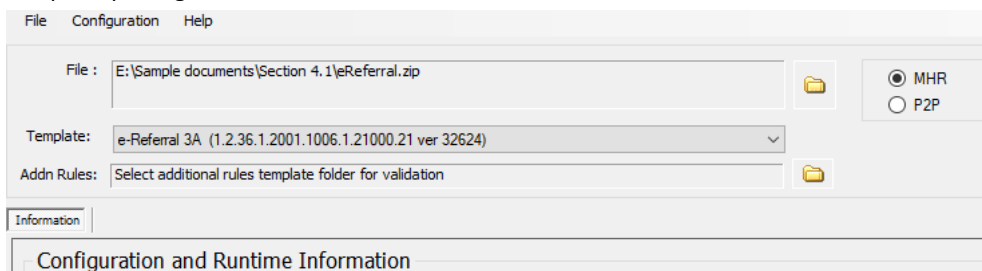 File Configuration Help
File : E:\Sample documents\Section 4.1\eReferral.zip
MHR
P2P
Template: e-Referral 3A (1.2.36.1.2001.1006.1.21000.21 ver 32624)
Addn Rules: Select additional rules template folder for validation
Information
Configuration and Runtime Information